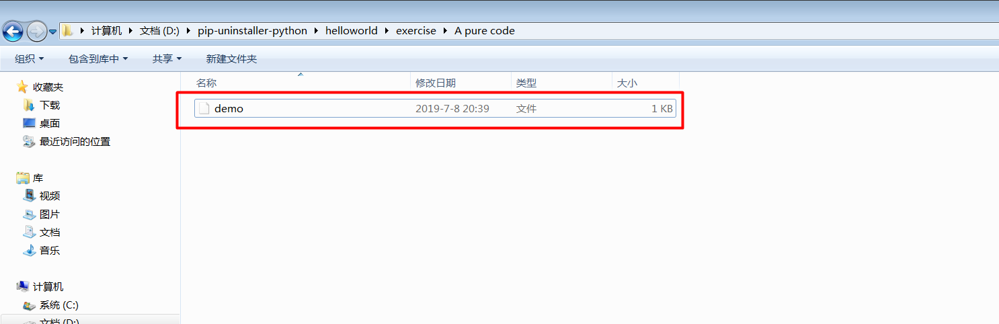 计算机 文档 (D:) pip-uninstaller-python helloworld exercise A pure code
组织 包含到库中 共享 新建文件夹
收藏夹
下载
桌面
最近访问的位置
库
视频
图片
文档
音乐
计算机
系统 (C:)
文档 (D:)
名称 修改日期 类型 大小
demo 2019-7-8 20:39 文件 1 KB